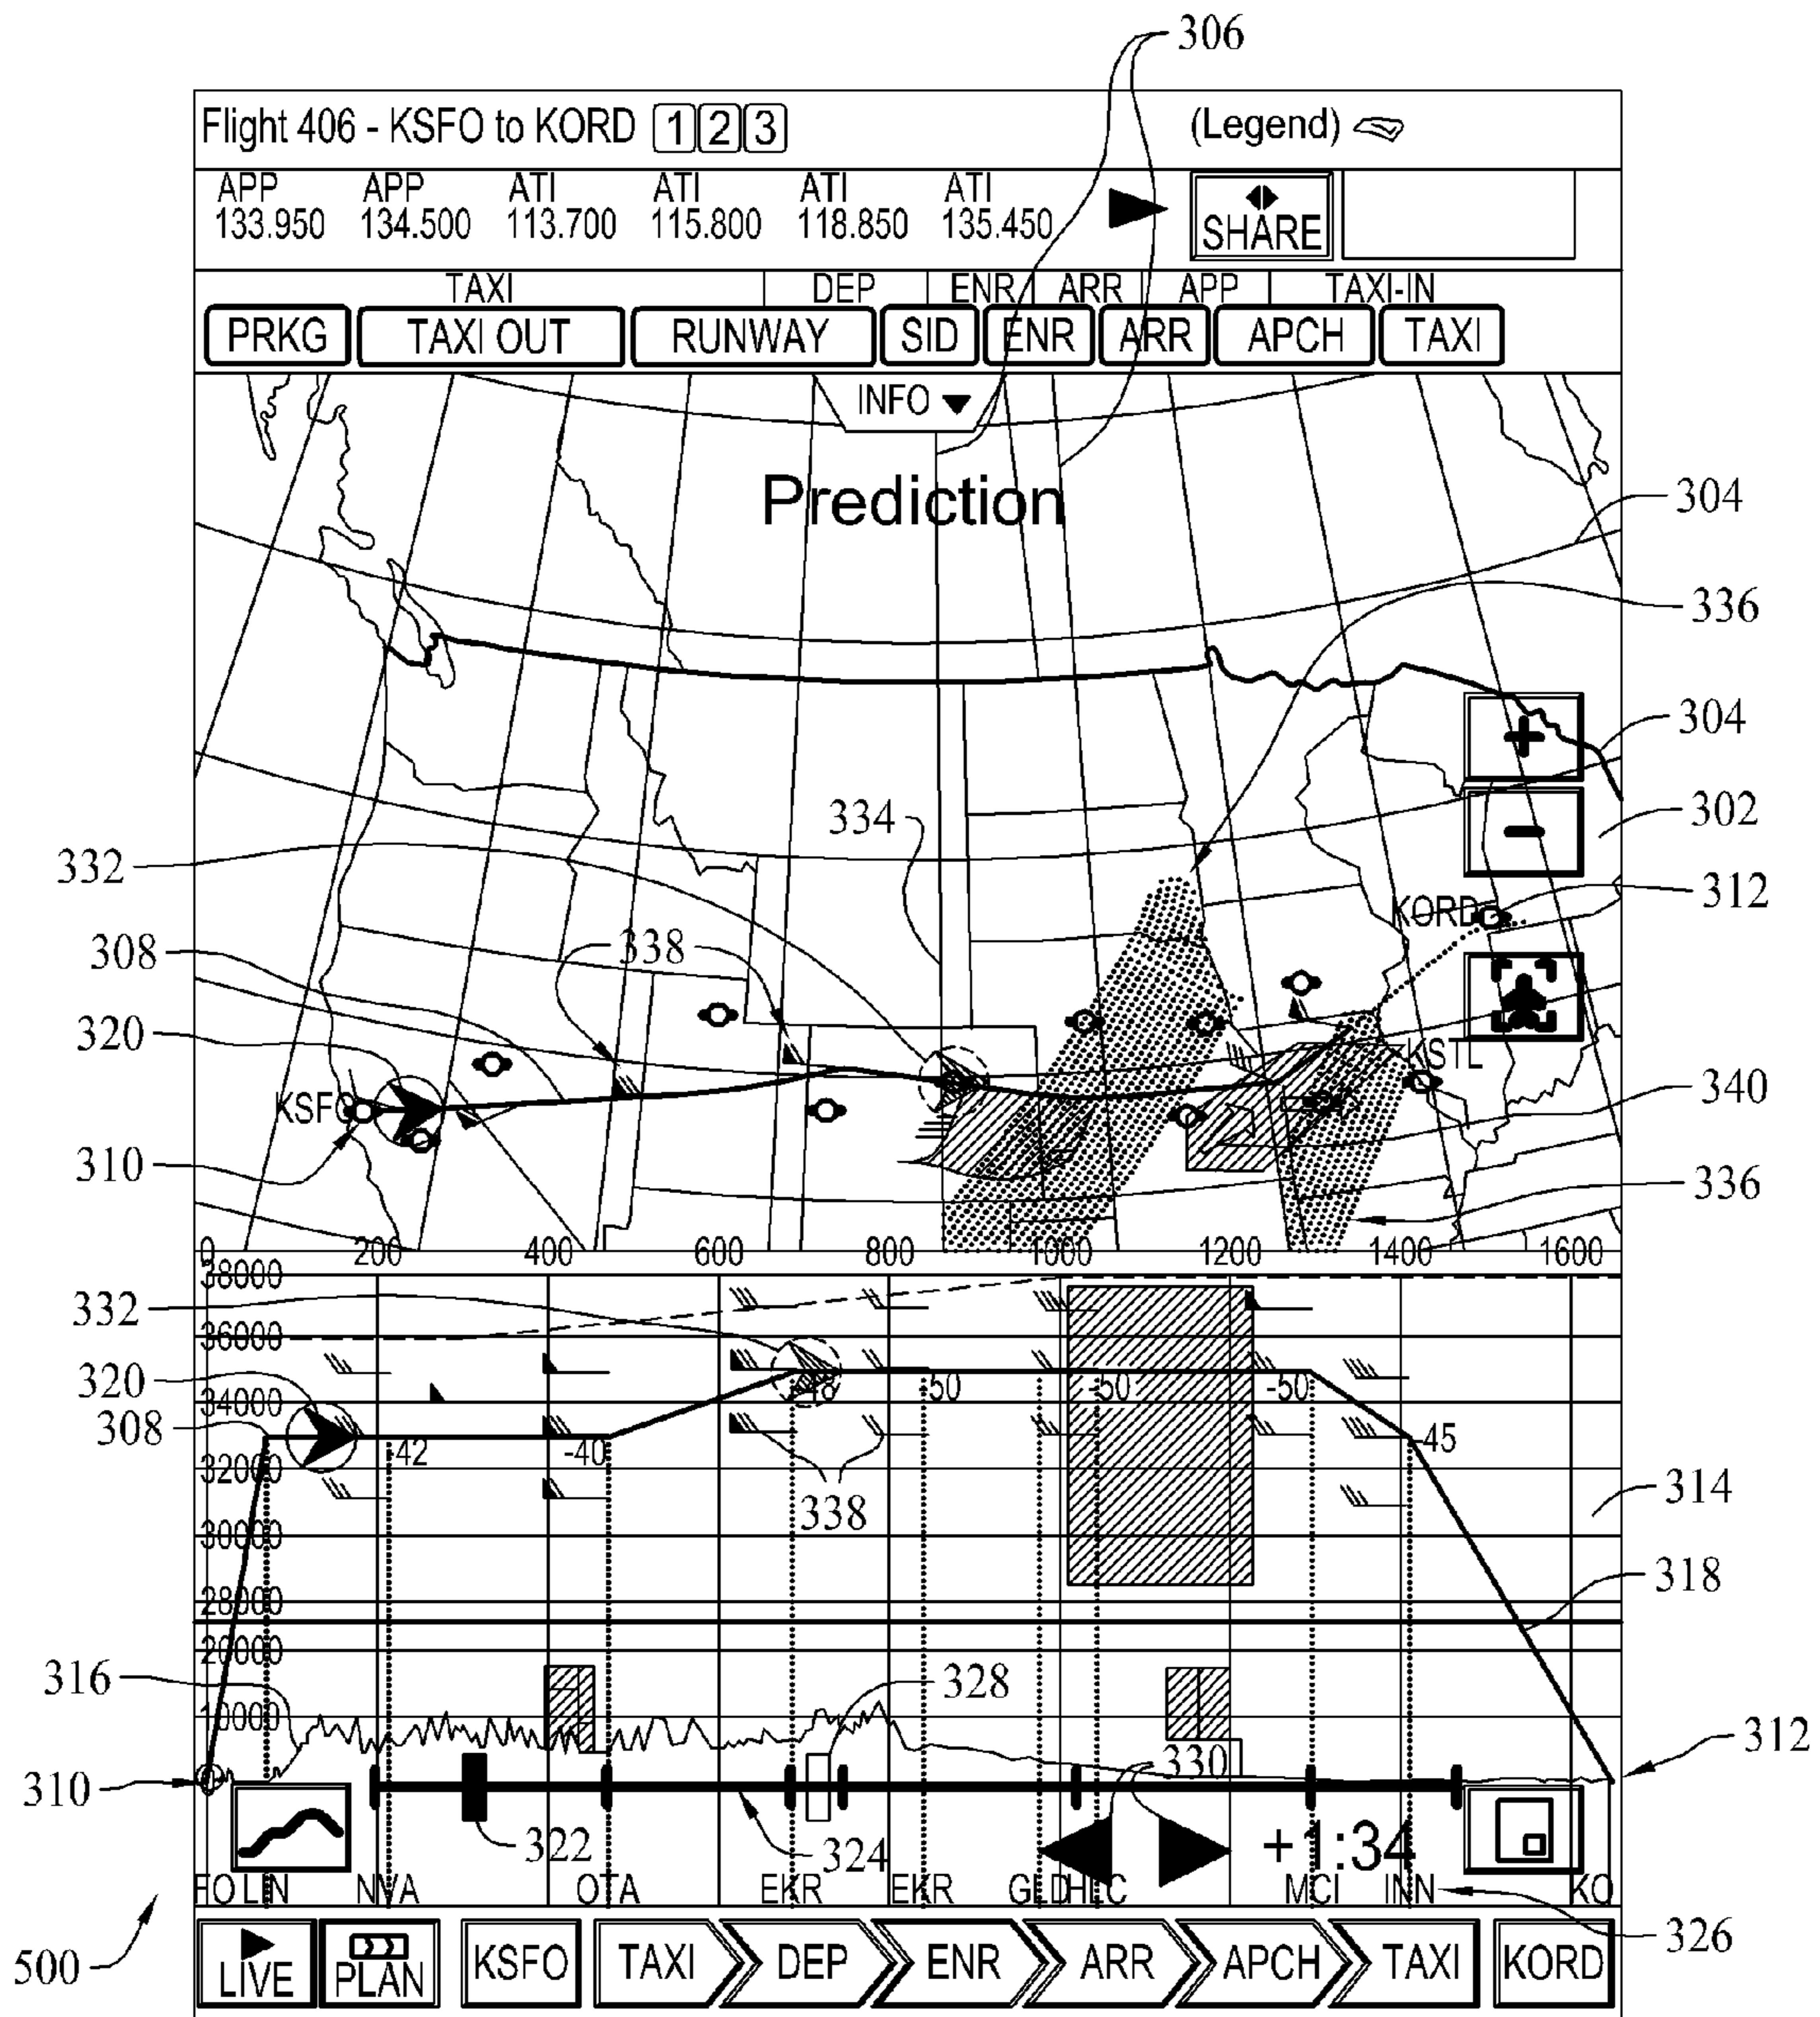 306
Flight 406 - KSFO to KORD 1 2 3 (Legend)
APP APP ATI ATI ATI ATI
133.950 134.500 113.700 115.800 118.850 135.450
SHARE
TAXI DEP ENR ARR APP TAXI-IN
PRKG TAXI OUT RUNWAY SID ENR ARR APCH TAXI
INFO
Prediction
304
336
304
334
302
332
KORD
312
308
338
320
KSTL
KSFO
340
310
336
0 200 400 600 800 1000 1200 1400 1600
38000
332
36000
320
-48 50 -50 -50
34000
308
-42 -40 -45
32000
338
314
30000
28000
318
20000
316
328
10000
330
312
310
322
324
+1:34
FO LIN NVA OTA EKR EKR GLD HLC MCI INN KO
326
500
LIVE PLAN KSFO TAXI DEP ENR ARR APCH TAXI KORD